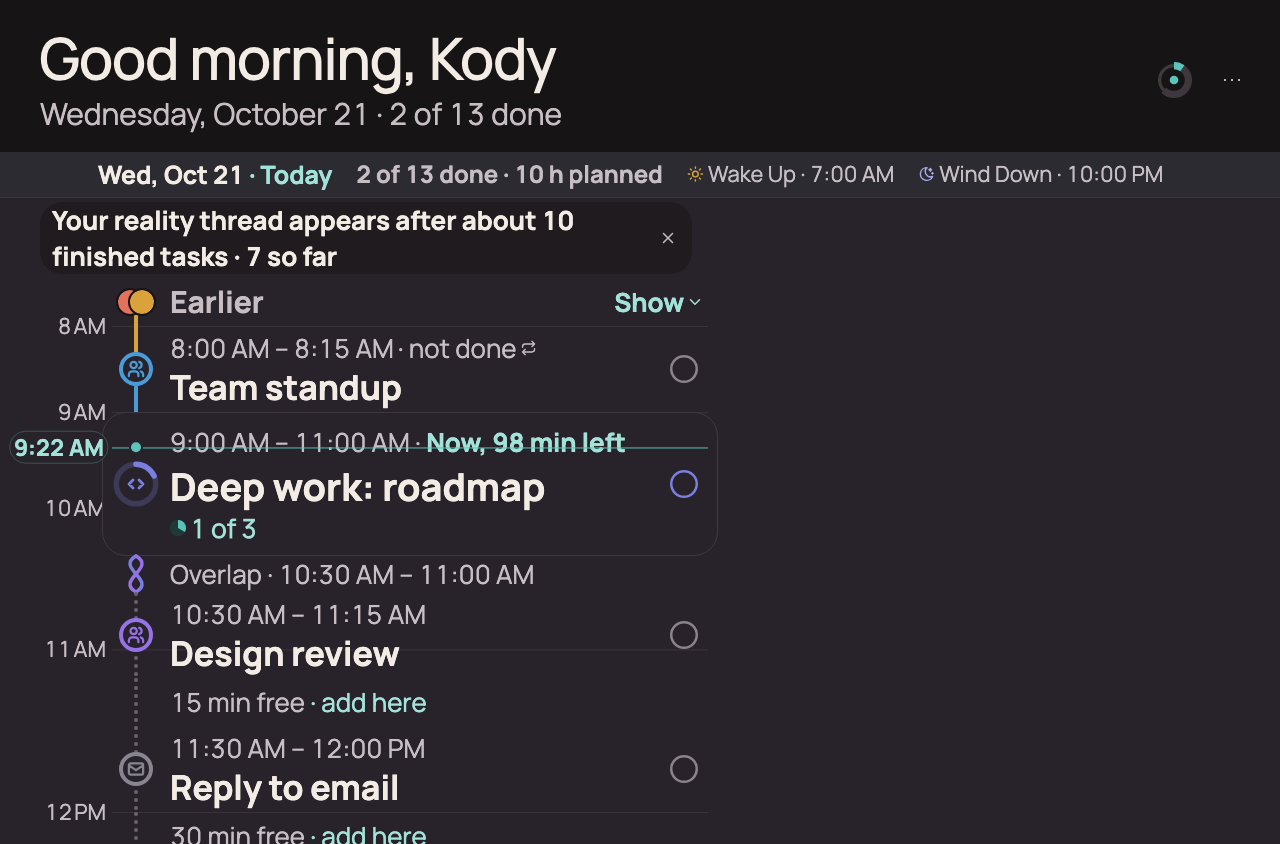 Good morning, Kody
Wednesday, October 21 · 2 of 13 done
Wed, Oct 21 · Today 2 of 13 done · 10 h planned Wake Up · 7:00 AM Wind Down · 10:00 PM
Your reality thread appears after about 10
finished tasks · 7 so far
Earlier Show
8 AM
8:00 AM – 8:15 AM · not done
Team standup
9 AM
9:22 AM 9:00 AM – 11:00 AM · Now, 98 min left
Deep work: roadmap
10 AM
1 of 3
Overlap · 10:30 AM – 11:00 AM
10:30 AM – 11:15 AM
11 AM Design review
15 min free · add here
11:30 AM – 12:00 PM
Reply to email
12 PM
30 min free · add here